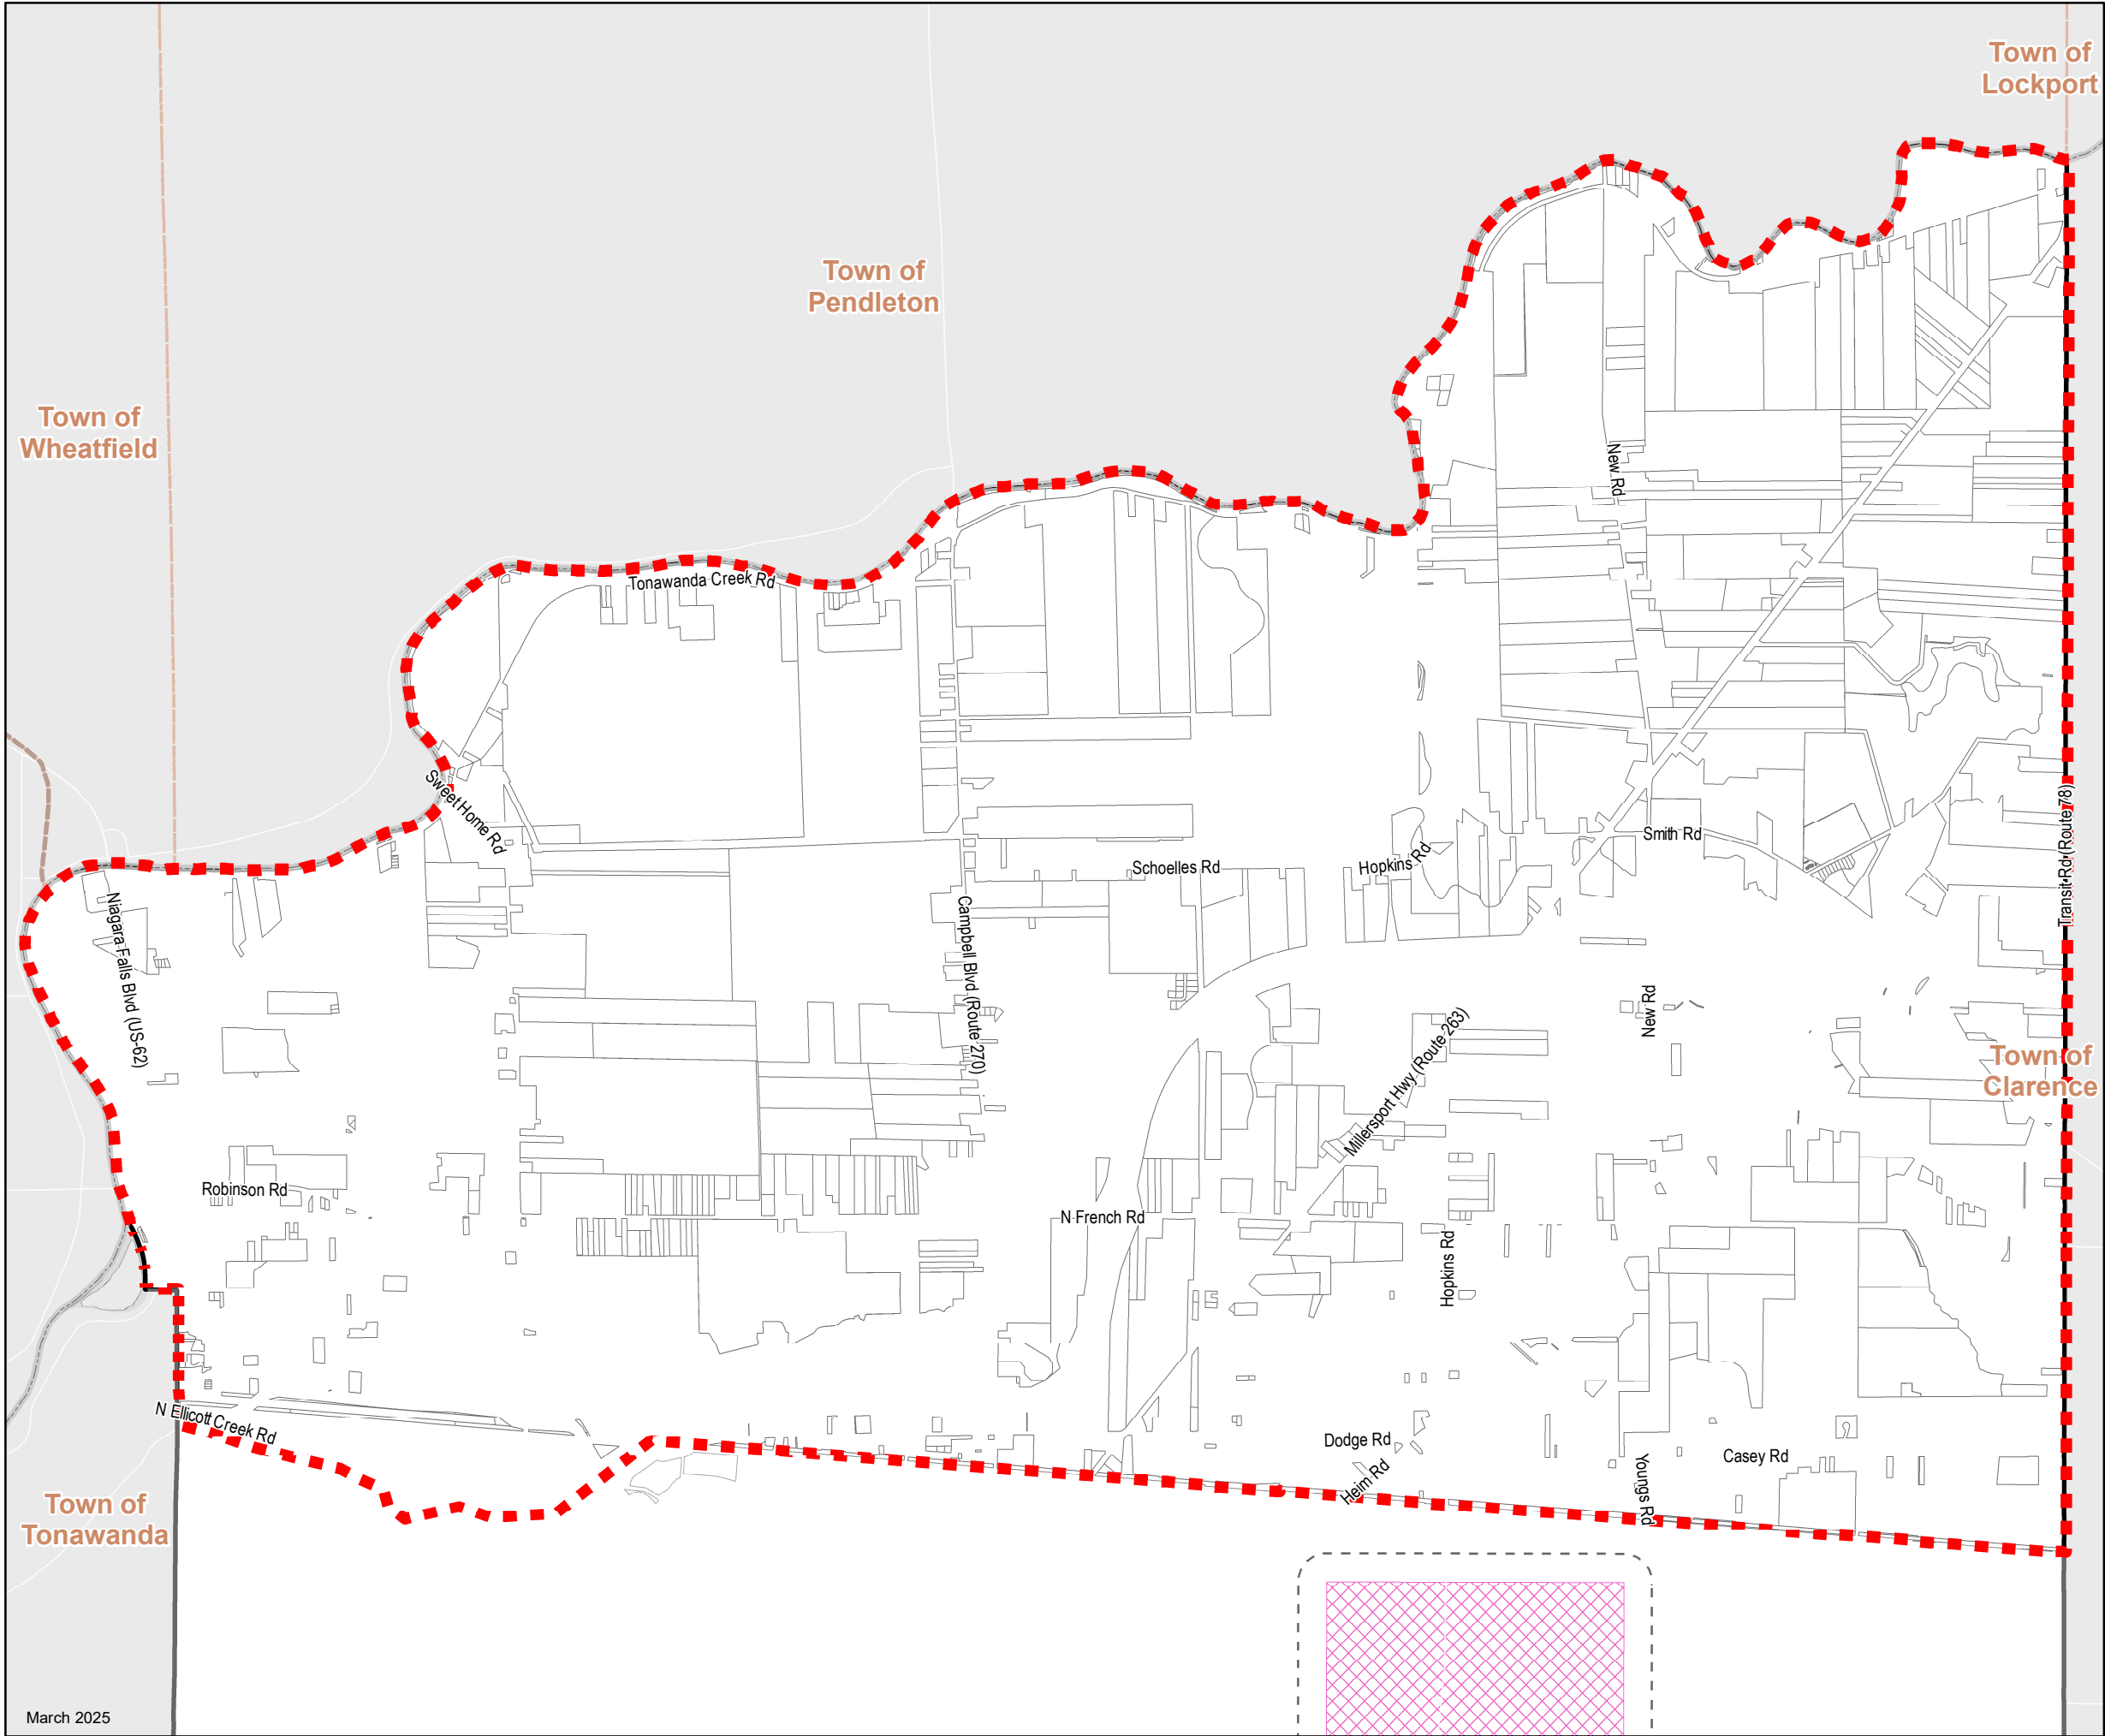 Town of
Lockport
Town of
Pendleton
Town of
Wheatfield
New Rd
Tonawanda Creek Rd
Sweet Home Rd
Smith Rd
Transit Rd (Route 78)
Schoelles Rd
Hopkins Rd
Niagara Falls Blvd (US-62)
Campbell Blvd (Route 270)
New Rd
Millersport Hwy (Route 263)
Town of
Clarence
Robinson Rd
N French Rd
Hopkins Rd
N Ellicott Creek Rd
Dodge Rd
Heim Rd
Youngs Rd
Casey Rd
Town of
Tonawanda
March 2025